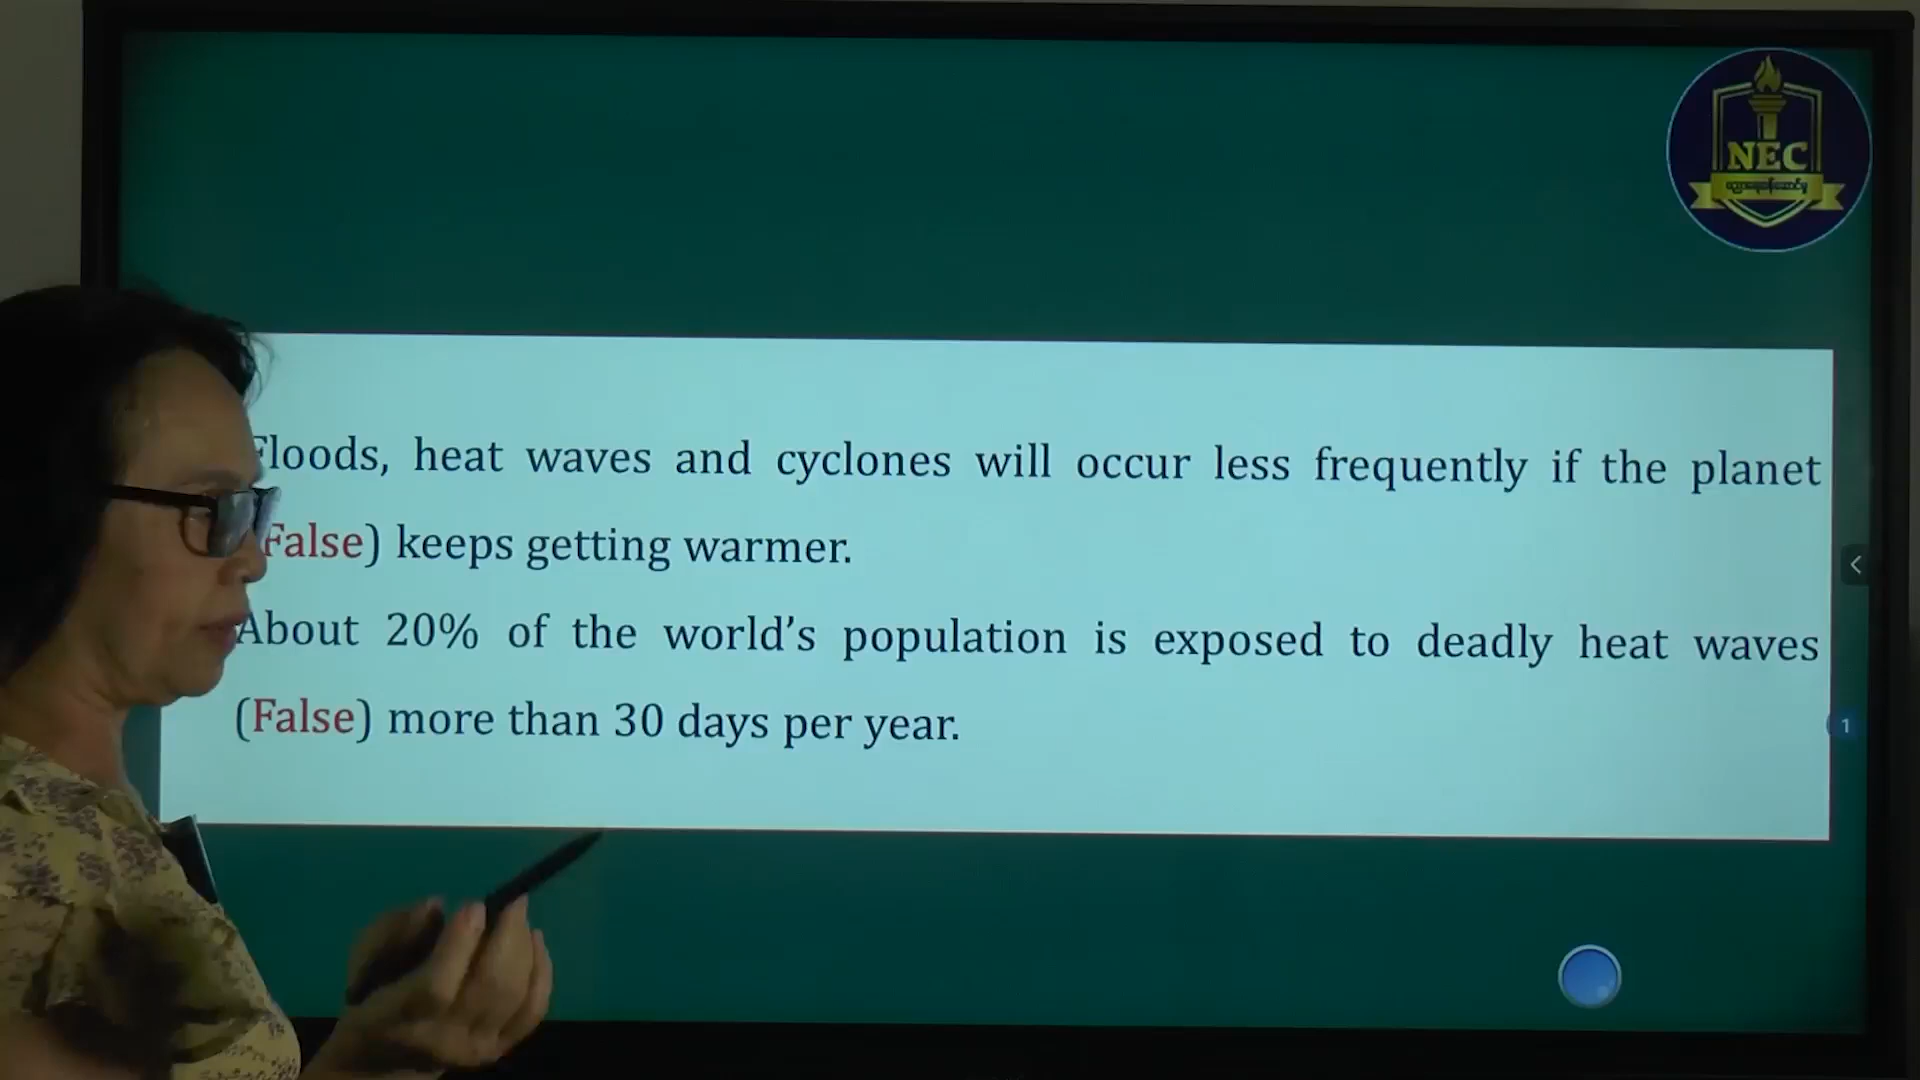 NEC
Floods, heat waves and cyclones will occur less frequently if the planet
(False) keeps getting warmer.
About 20% of the world's population is exposed to deadly heat waves
(False) more than 30 days per year.
1